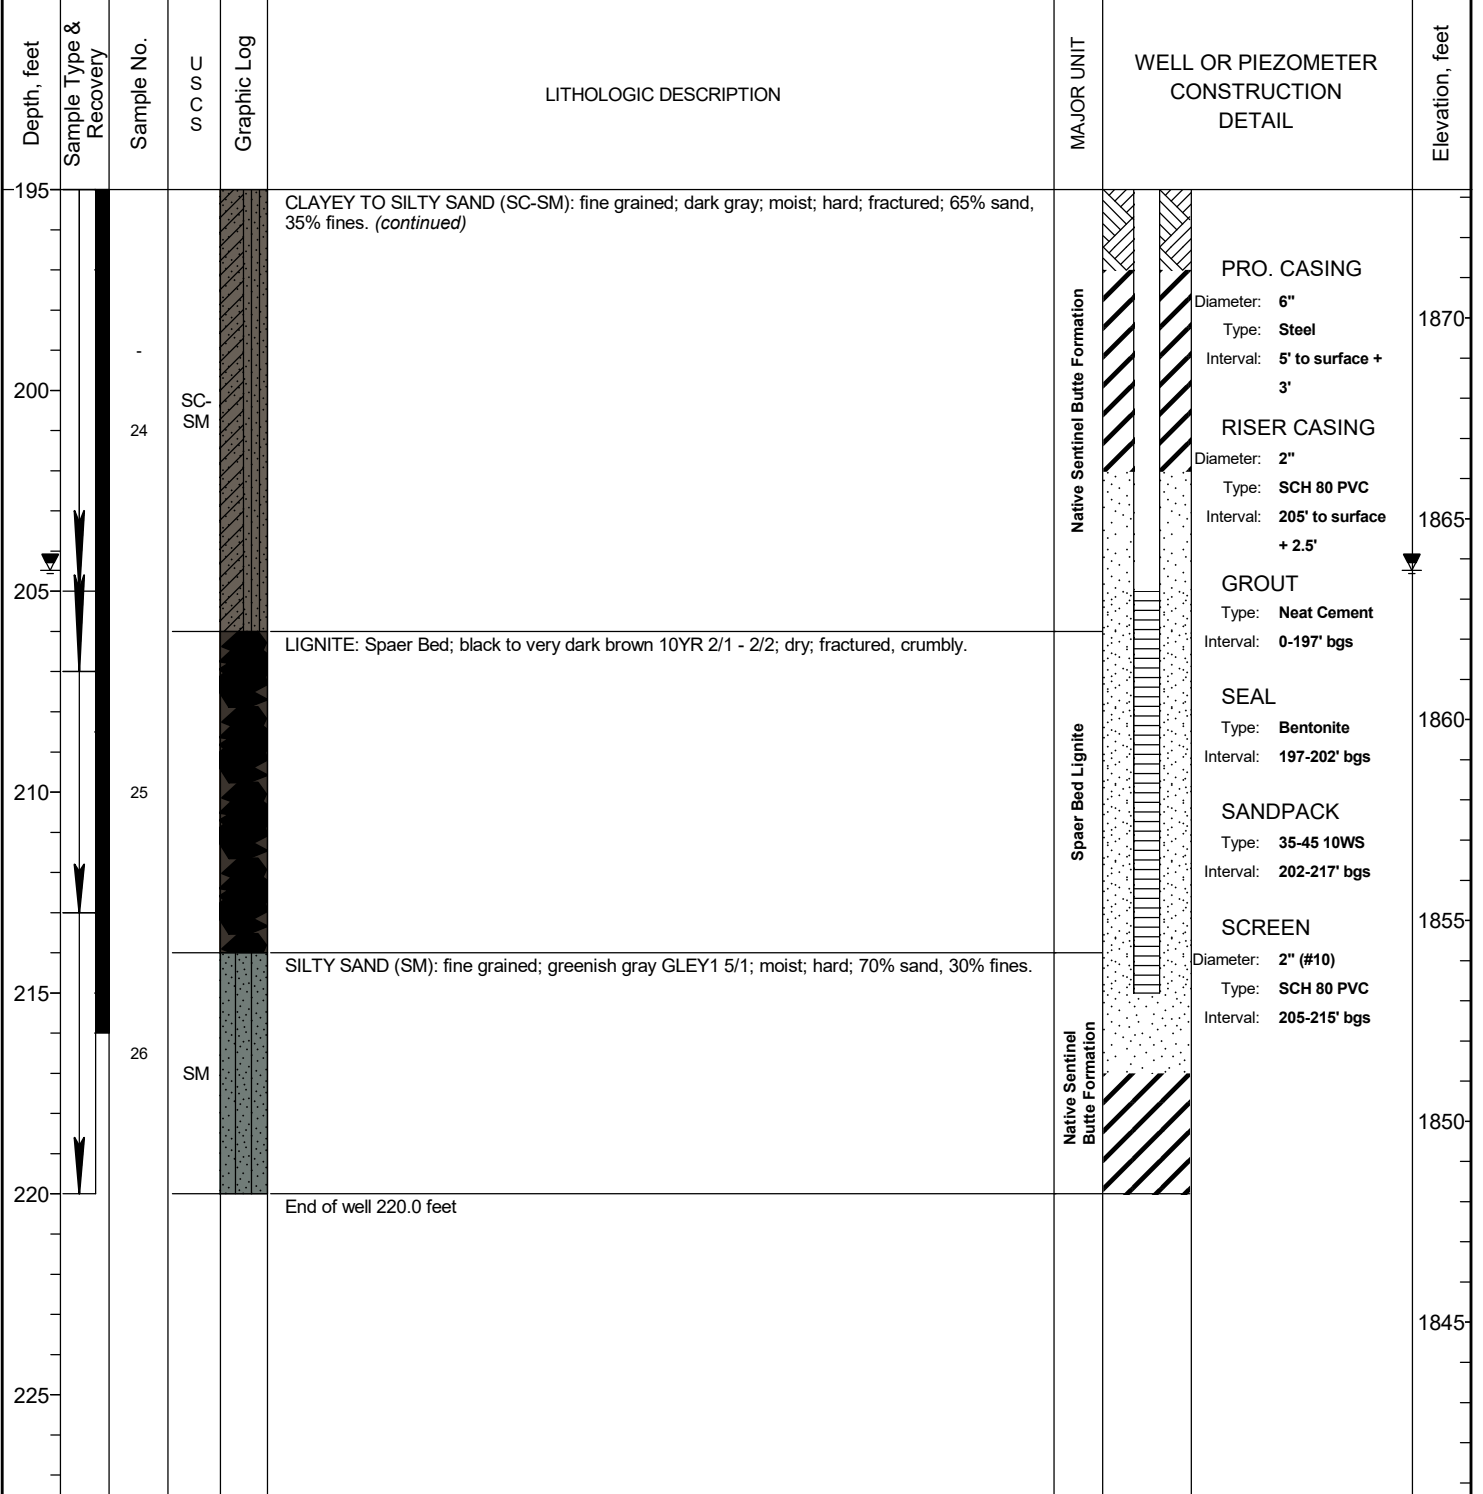 Depth, feet
Sample Type &
Recovery
Sample No.
U
S
C
S
Graphic Log
LITHOLOGIC DESCRIPTION
MAJOR UNIT
WELL OR PIEZOMETER
CONSTRUCTION
DETAIL
Elevation, feet
195
200
205
210
215
220
225
-
24
25
26
SC-
SM
SM
CLAYEY TO SILTY SAND (SC-SM): fine grained; dark gray; moist; hard; fractured; 65% sand,
35% fines. (continued)
LIGNITE: Spaer Bed; black to very dark brown 10YR 2/1 - 2/2; dry; fractured, crumbly.
SILTY SAND (SM): fine grained; greenish gray GLEY1 5/1; moist; hard; 70% sand, 30% fines.
End of well 220.0 feet
Native Sentinel Butte Formation
Spaer Bed Lignite
Native Sentinel
Butte Formation
PRO. CASING
Diameter: 6"
Type: Steel
Interval: 5' to surface +
3'
RISER CASING
Diameter: 2"
Type: SCH 80 PVC
Interval: 205' to surface
+ 2.5'
GROUT
Type: Neat Cement
Interval: 0-197' bgs
SEAL
Type: Bentonite
Interval: 197-202' bgs
SANDPACK
Type: 35-45 10WS
Interval: 202-217' bgs
SCREEN
Diameter: 2" (#10)
Type: SCH 80 PVC
Interval: 205-215' bgs
1870
1865
1860
1855
1850
1845